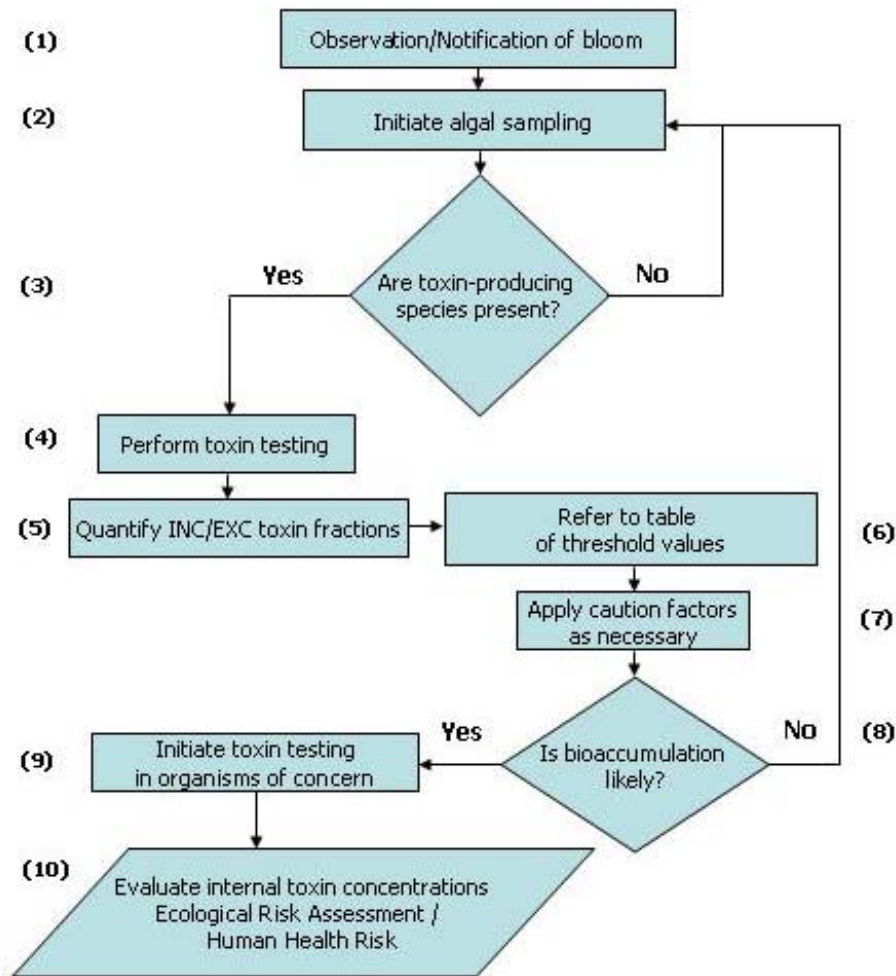 (1)
Observation/Notification of bloom
(2)
Initiate algal sampling
(3)
Yes
No
Are toxin-producing
species present?
(4)
Perform toxin testing
(5)
Quantify INC/EXC toxin fractions
Refer to table
of threshold values
(6)
Apply caution factors
as necessary
(7)
Yes
No
(8)
Is bioaccumulation
likely?
(9)
Initiate toxin testing
in organisms of concern
(10)
Evaluate internal toxin concentrations
Ecological Risk Assessment /
Human Health Risk